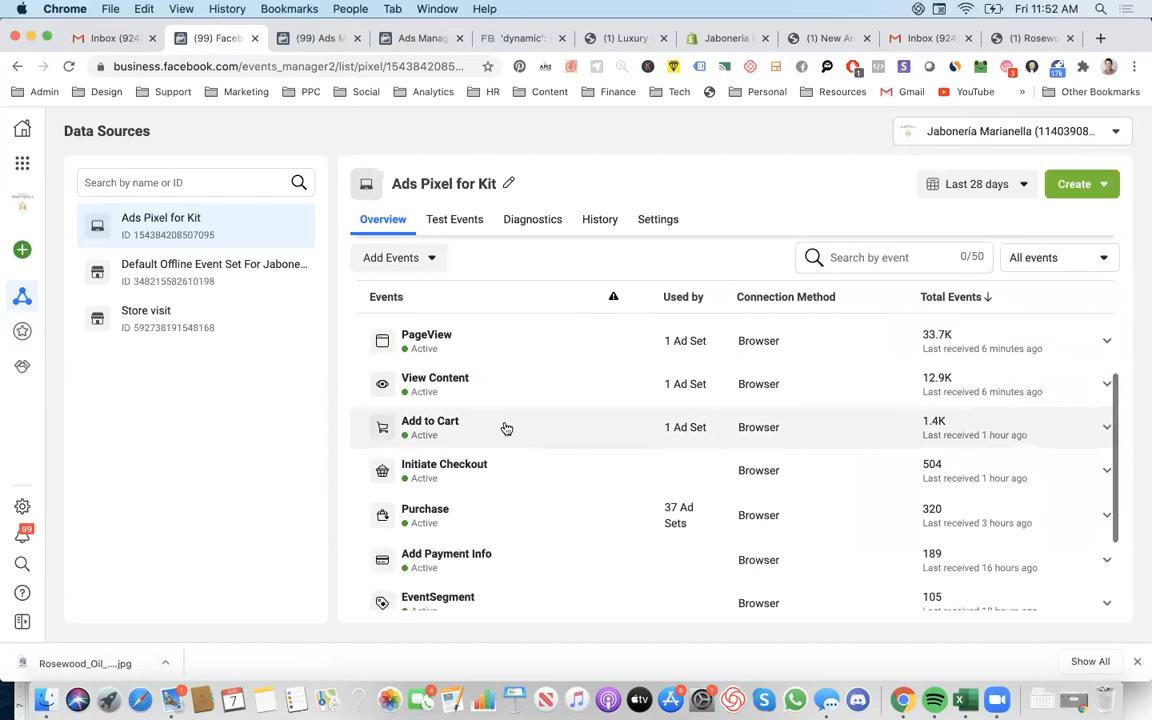 Chrome File Edit View History Bookmarks People Tab Window Help Fri 11:52 AM
Inbox (924 (99) Faceb (99) Ads M Ads Manag FB 'dynamic': (1) Luxury Jaboneria (1) New Ar Inbox (924 (1) Rosew
business.facebook.com/events_manager2/list/pixel/1543842085...
Admin Design Support Marketing PPC Social Analytics HR Content Finance Tech Personal Resources Gmail YouTube » Other Bookmarks
Data Sources
Jabonería Marianella (11403908...
Search by name or ID
Ads Pixel for Kit
ID 154384208507095
Default Offline Event Set For Jabone...
ID 348215582610198
Store visit
ID 592738191548168
Ads Pixel for Kit
Last 28 days
Create
Overview Test Events Diagnostics History Settings
Add Events
Search by event 0/50
All events
Events Used by Connection Method Total Events
PageView 1 Ad Set Browser 33.7K
Active Last received 6 minutes ago
View Content 1 Ad Set Browser 12.9K
Active Last received 6 minutes ago
Add to Cart 1 Ad Set Browser 1.4K
Active Last received 1 hour ago
Initiate Checkout Browser 504
Active Last received 1 hour ago
Purchase 37 Ad Sets Browser 320
Active Last received 3 hours ago
Add Payment Info Browser 189
Active Last received 16 hours ago
EventSegment Browser 105
99
Rosewood_Oil_....jpg
Show All